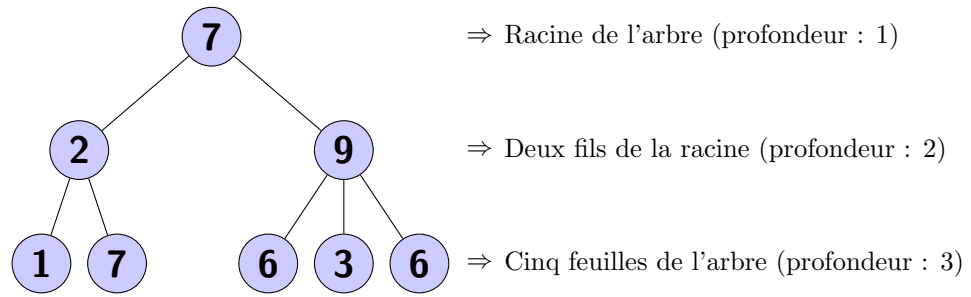 7 ⇒ Racine de l'arbre (profondeur : 1)
2 9 ⇒ Deux fils de la racine (profondeur : 2)
1 7 6 3 6 ⇒ Cinq feuilles de l'arbre (profondeur : 3)